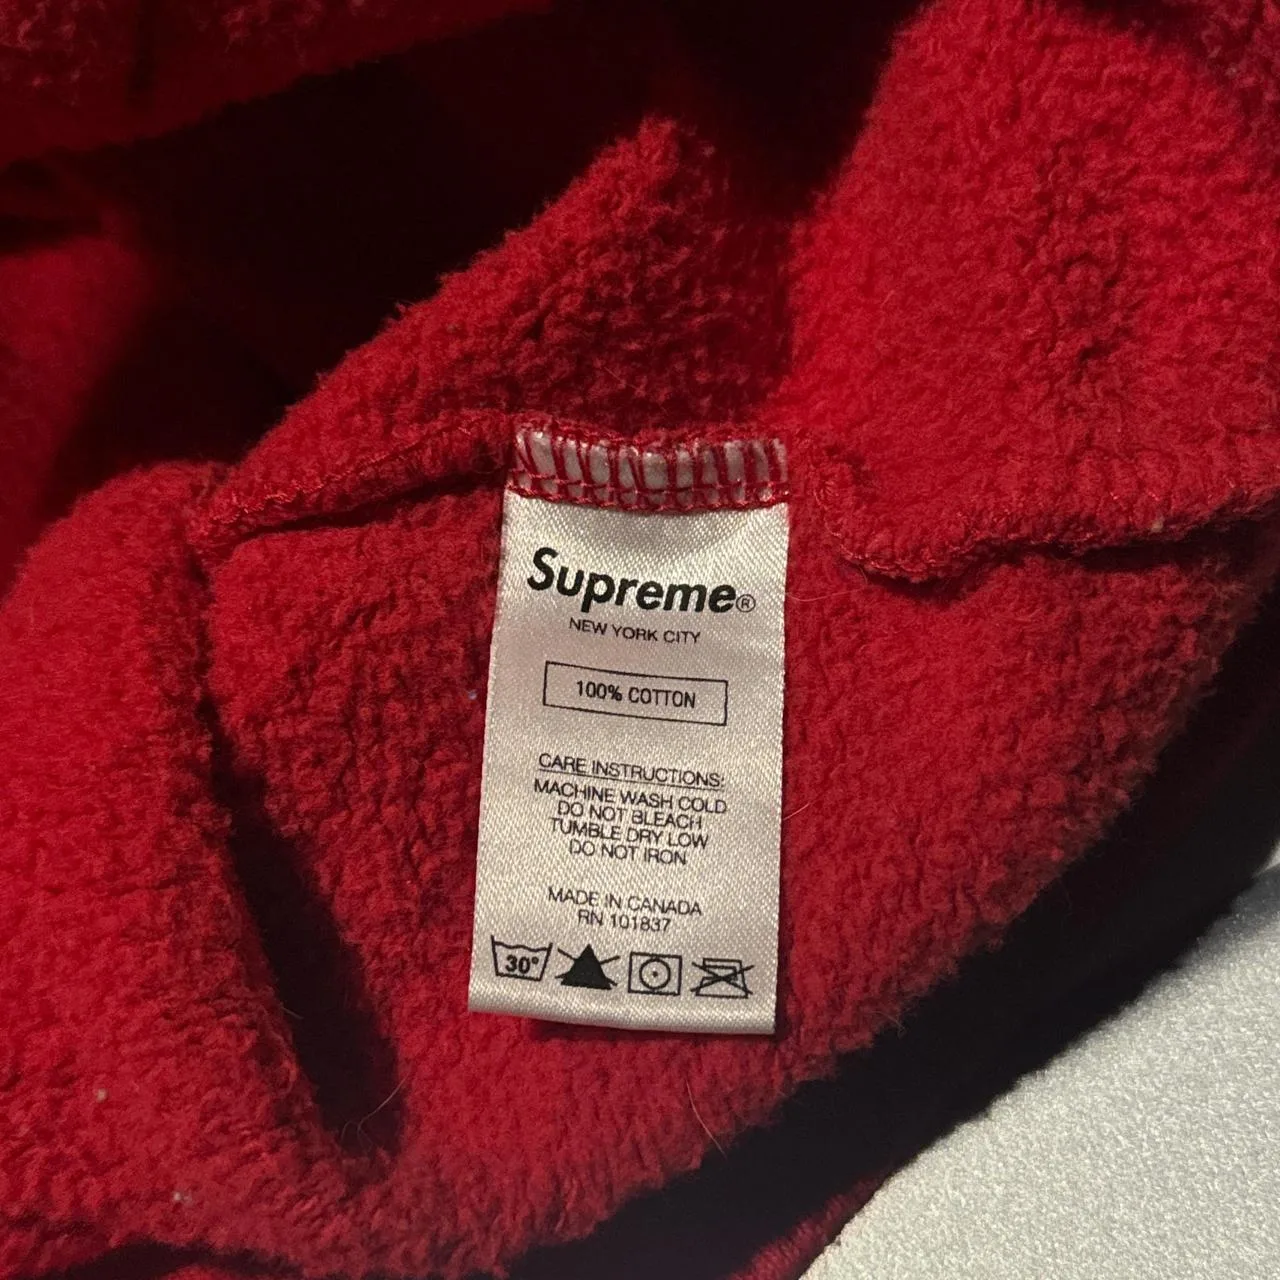 Supreme®
NEW YORK CITY
100% COTTON
CARE INSTRUCTIONS:
MACHINE WASH COLD
DO NOT BLEACH
TUMBLE DRY LOW
DO NOT IRON
MADE IN CANADA
RN 101837
30°